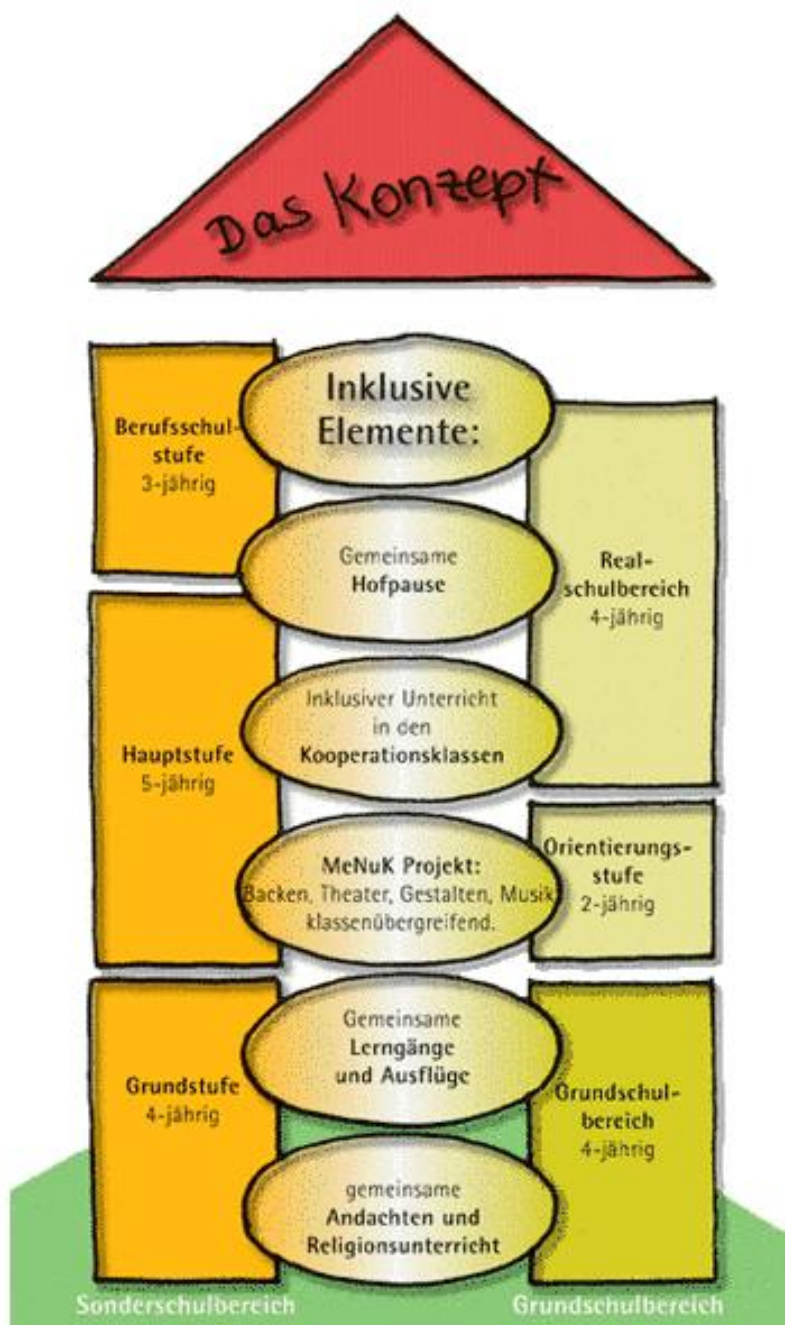 Das Konzept
Berufsschul-
stufe
3-jährig
Hauptstufe
5-jährig
Grundstufe
4-jährig
Sonderschulbereich
Inklusive
Elemente:
Gemeinsame
Hofpause
Inklusiver Unterricht
in den
Kooperationsklassen
MeNuK Projekt:
Backen, Theater, Gestalten, Musik
klassenübergreifend.
Gemeinsame
Lerngänge
und Ausflüge
gemeinsame
Andachten und
Religionsunterricht
Real-
schulbereich
4-jährig
Orientierungs-
stufe
2-jährig
Grundschul-
bereich
4-jährig
Grundschulbereich